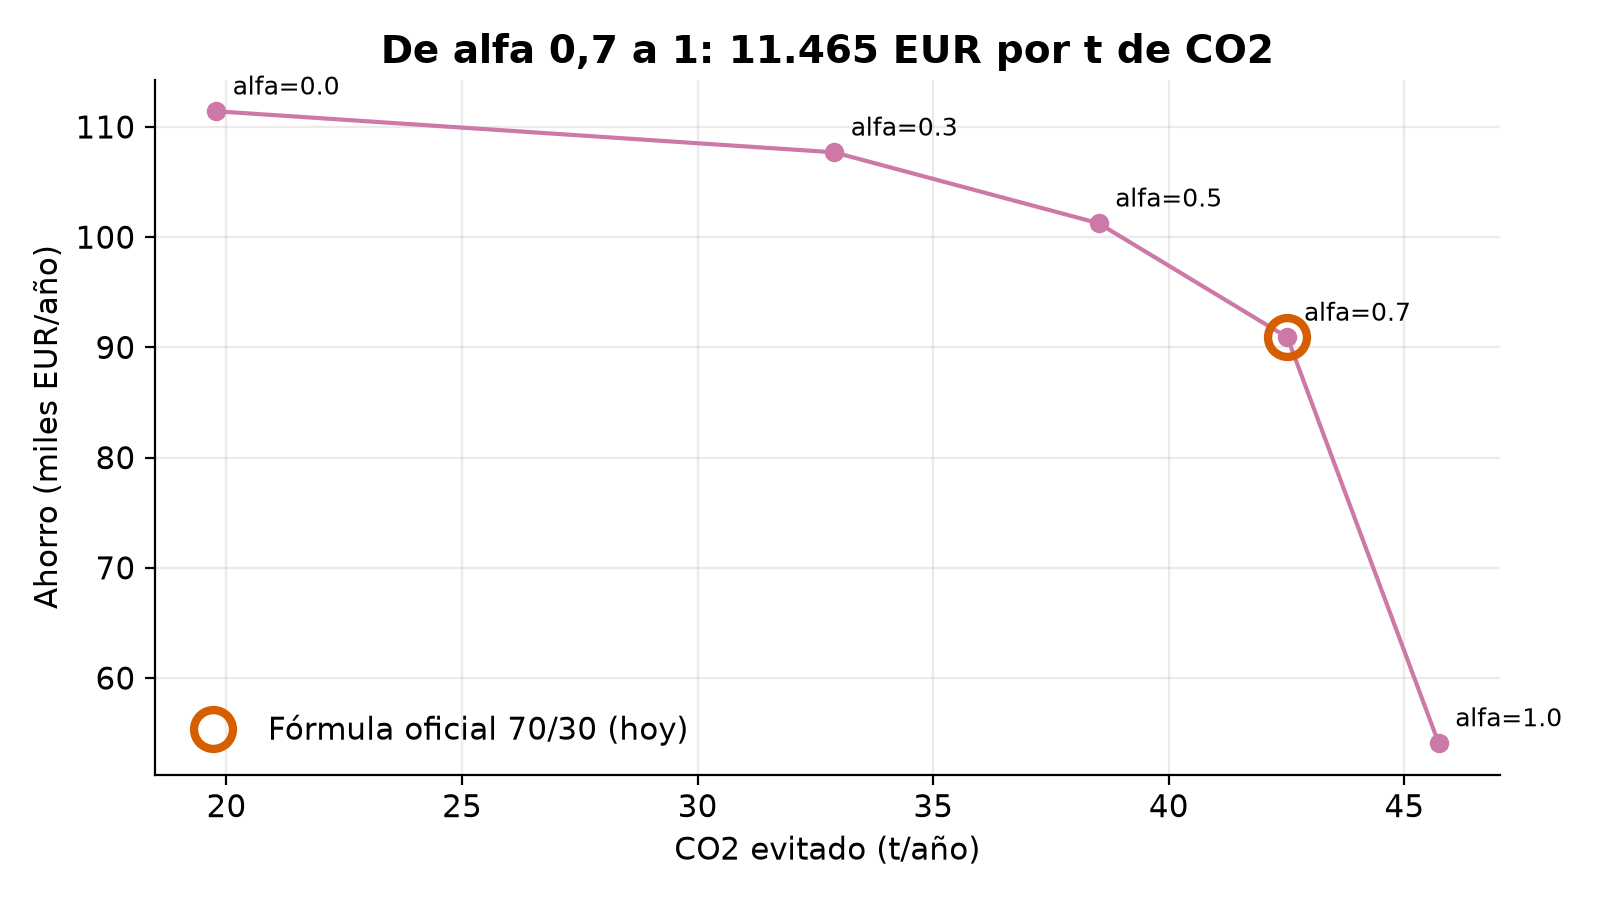 De alfa 0,7 a 1: 11.465 EUR por t de CO2
alfa=0.0
alfa=0.3
alfa=0.5
alfa=0.7
alfa=1.0
110
100
90
80
70
60
Ahorro (miles EUR/año)
Fórmula oficial 70/30 (hoy)
20
25
30
35
40
45
CO2 evitado (t/año)